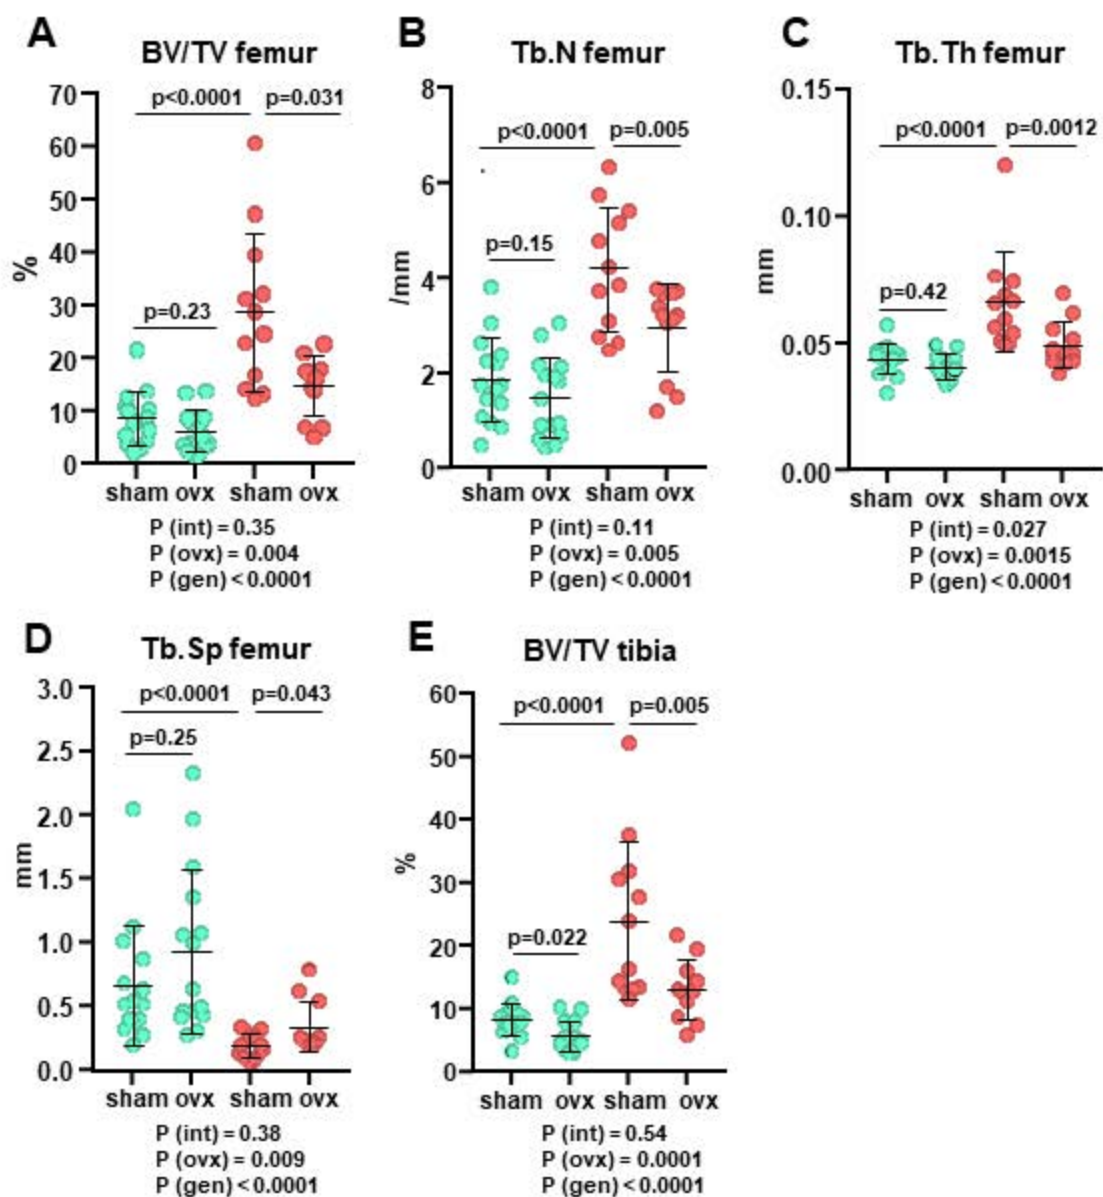 A
BV/TV femur
70
60
50
40
30
20
10
0
%
p<0.0001
p=0.031
p=0.23
sham ovx sham ovx
P (int) = 0.35
P (ovx) = 0.004
P (gen) < 0.0001
B
Tb.N femur
8
6
4
2
0
/mm
p<0.0001
p=0.005
p=0.15
sham ovx sham ovx
P (int) = 0.11
P (ovx) = 0.005
P (gen) < 0.0001
C
Tb.Th femur
0.15
0.10
0.05
0.00
mm
p<0.0001
p=0.0012
p=0.42
sham ovx sham ovx
P (int) = 0.027
P (ovx) = 0.0015
P (gen) < 0.0001
D
Tb.Sp femur
3.0
2.5
2.0
1.5
1.0
0.5
0.0
mm
p<0.0001
p=0.043
p=0.25
sham ovx sham ovx
P (int) = 0.38
P (ovx) = 0.009
P (gen) < 0.0001
E
BV/TV tibia
60
50
40
30
20
10
0
%
p<0.0001
p=0.005
p=0.022
sham ovx sham ovx
P (int) = 0.54
P (ovx) = 0.0001
P (gen) < 0.0001